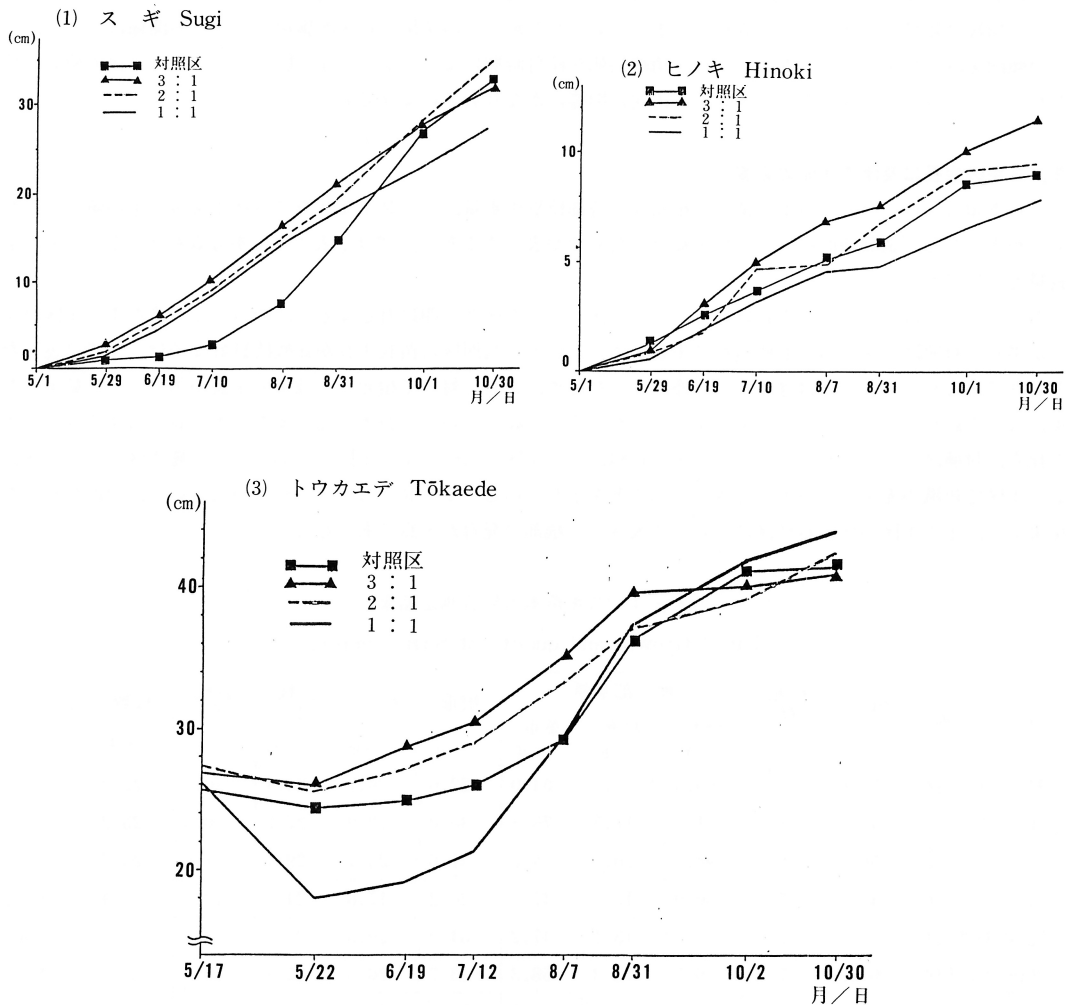 (1) ス ギ Sugi
(cm)
対照区
3 : 1
2 : 1
1 : 1
30
20
10
0
5/1 5/29 6/19 7/10 8/7 8/31 10/1 10/30
月/日
(2) ヒノキ Hinoki
(cm)
対照区
3 : 1
2 : 1
1 : 1
10
5
0
5/1 5/29 6/19 7/10 8/7 8/31 10/1 10/30
月/日
(3) トウカエデ Tōkaede
(cm)
対照区
3 : 1
2 : 1
1 : 1
40
30
20
5/17 5/22 6/19 7/12 8/7 8/31 10/2 10/30
月/日